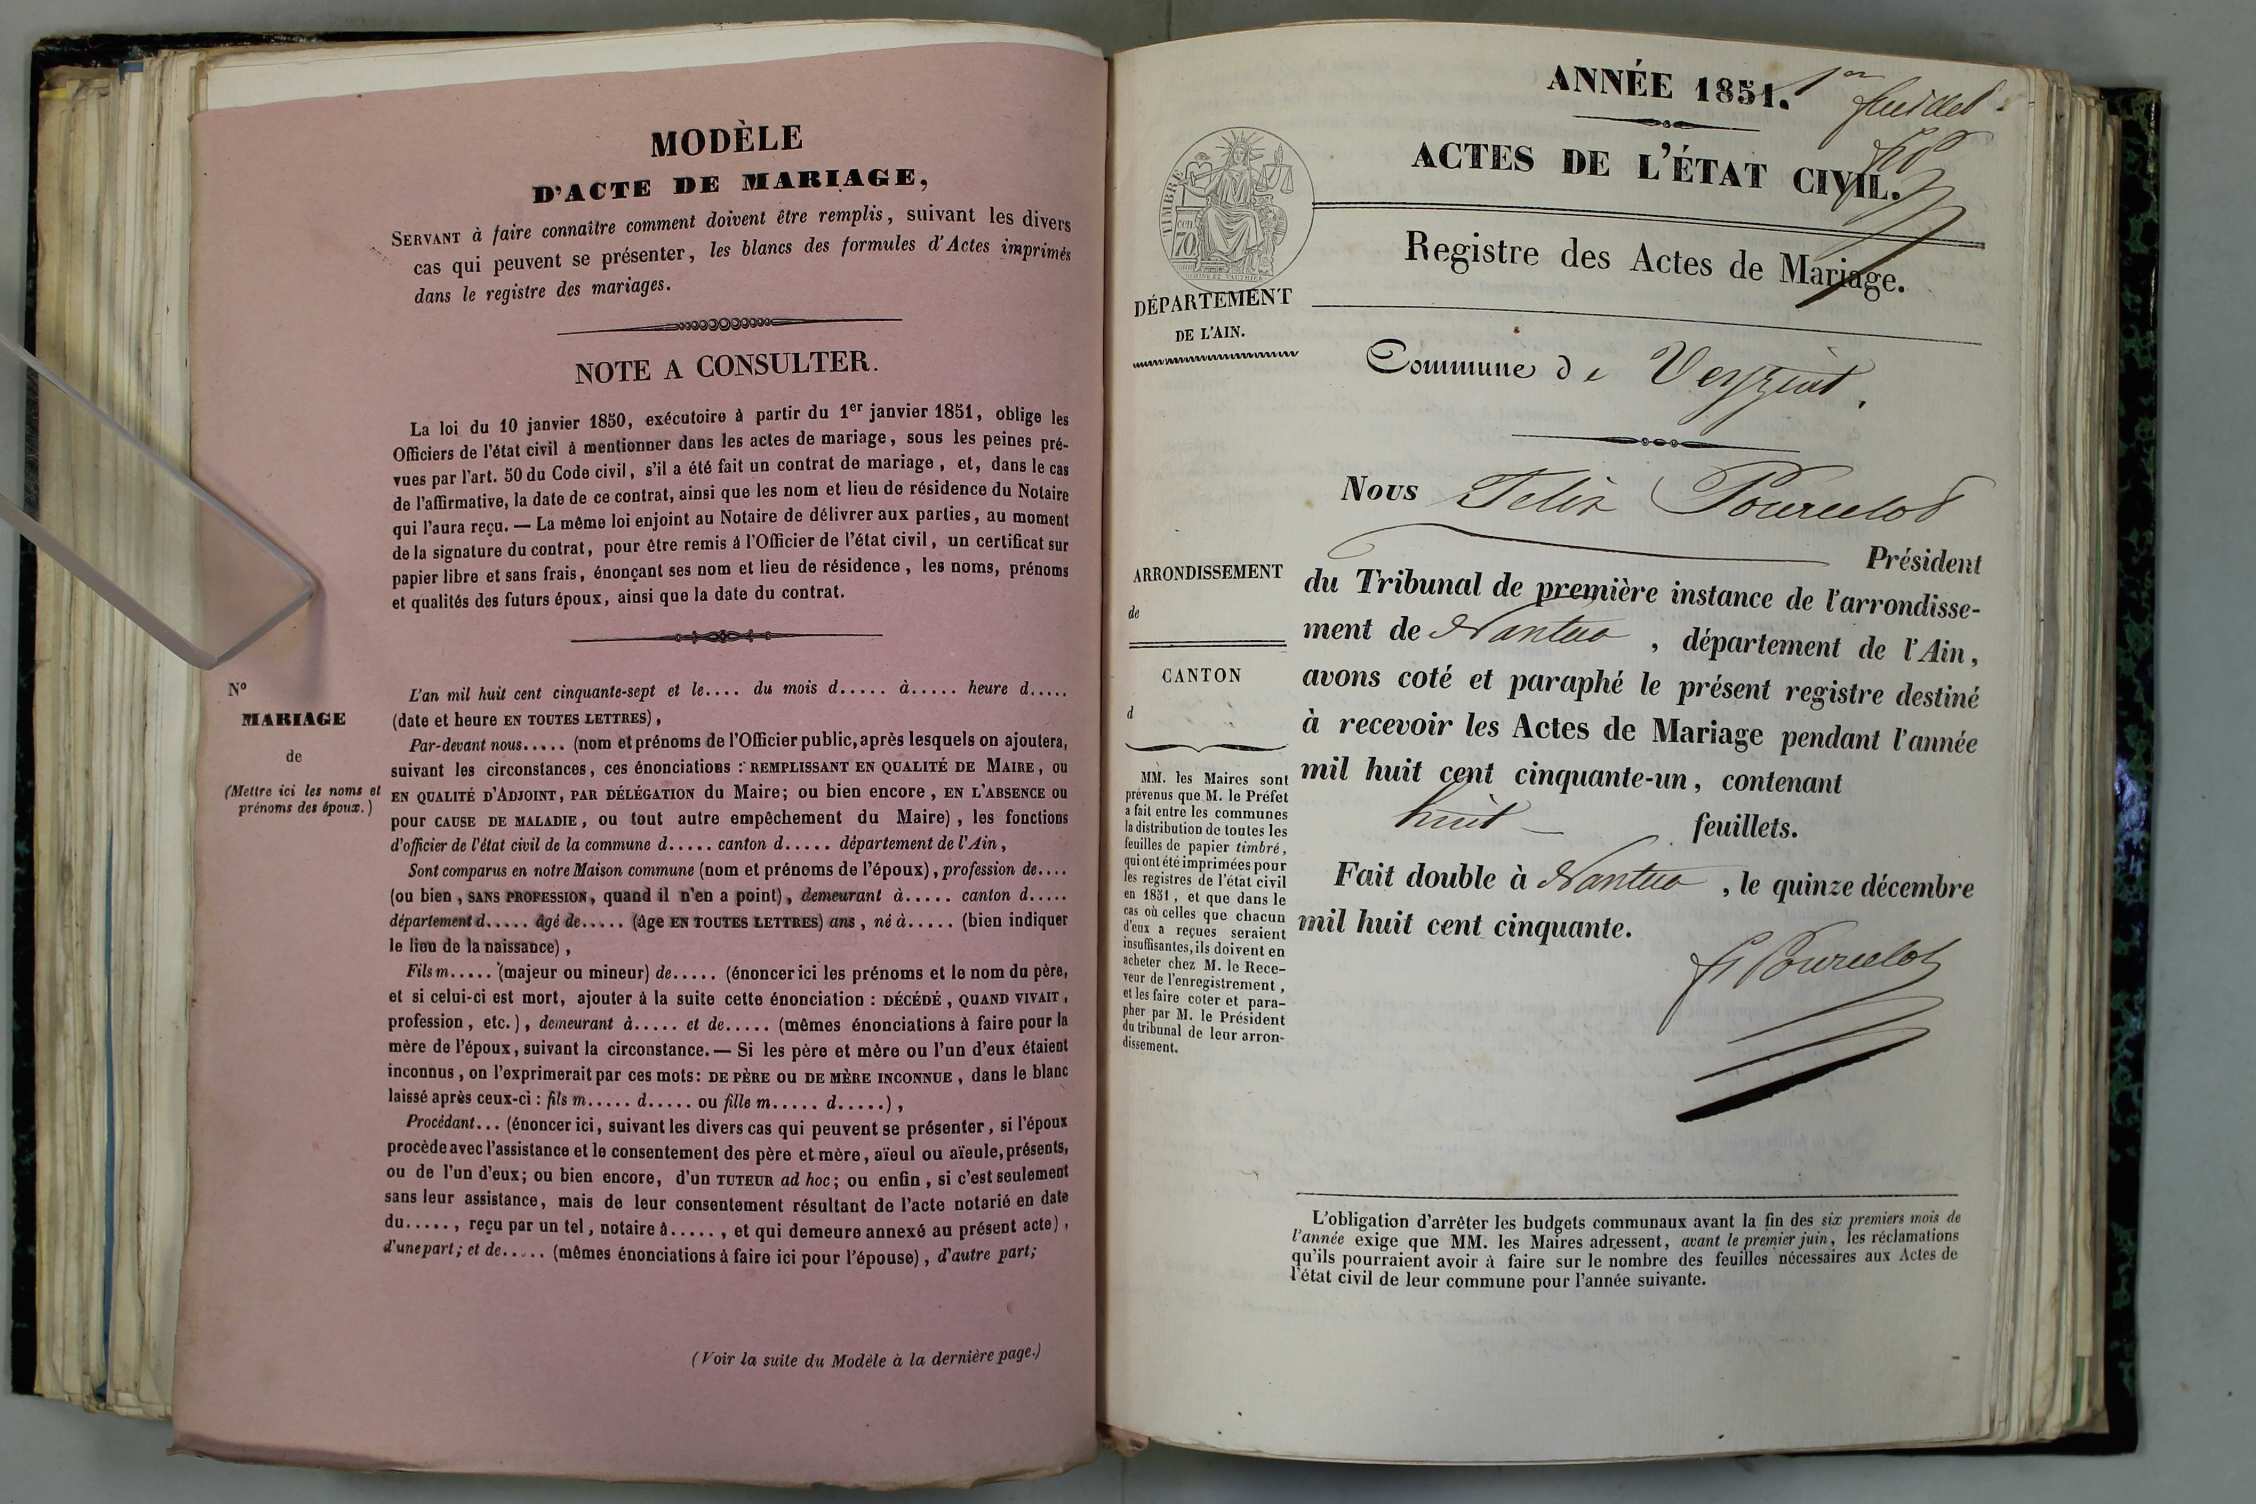 MODÈLE
D'ACTE DE MARIAGE,
SERVANT à faire connaître comment doivent être remplis, suivant les divers
cas qui peuvent se présenter, les blancs des formules d'Actes imprimés
dans le registre des mariages.
NOTE A CONSULTER.
La loi du 10 janvier 1850, exécutoire à partir du 1er janvier 1851, oblige les
Officiers de l'état civil à mentionner dans les actes de mariage, sous les peines pré-
vues par l'art. 50 du Code civil, s'il a été fait un contrat de mariage, et, dans le cas
de l'affirmative, la date de ce contrat, ainsi que les nom et lieu de résidence du Notaire
qui l'aura reçu. — La même loi enjoint au Notaire de délivrer aux parties, au moment
de la signature du contrat, pour être remis à l'Officier de l'état civil, un certificat sur
papier libre et sans frais, énonçant ses nom et lieu de résidence, les noms, prénoms
et qualités des futurs époux, ainsi que la date du contrat.
No
MARIAGE
de
(Mettre ici les noms et
prénoms des époux.)
L'an mil huit cent cinquante-sept et le.... du mois d..... à..... heure d.....
(date et heure EN TOUTES LETTRES),
Par-devant nous..... (nom et prénoms de l'Officier public, après lesquels on ajoutera,
suivant les circonstances, ces énonciations : REMPLISSANT EN QUALITÉ DE MAIRE, ou
EN QUALITÉ D'ADJOINT, PAR DÉLÉGATION du Maire; ou bien encore, EN L'ABSENCE ou
pour CAUSE DE MALADIE, ou tout autre empêchement du Maire), les fonctions
d'officier de l'état civil de la commune d..... canton d..... département de l'Ain,
Sont comparus en notre Maison commune (nom et prénoms de l'époux), profession de....
(ou bien, SANS PROFESSION, quand il n'en a point), demeurant à..... canton d.....
département d..... âgé de..... (âge EN TOUTES LETTRES) ans, né à..... (bien indiquer
le lieu de la naissance),
Fils m..... (majeur ou mineur) de..... (énoncer ici les prénoms et le nom du père,
et si celui-ci est mort, ajouter à la suite cette énonciation : DÉCÉDÉ, QUAND VIVAIT,
profession, etc.), demeurant à..... et de..... (mêmes énonciations à faire pour la
mère de l'époux, suivant la circonstance. — Si les père et mère ou l'un d'eux étaient
inconnus, on l'exprimerait par ces mots: DE PÈRE OU DE MÈRE INCONNUE, dans le blanc
laissé après ceux-ci : fils m..... d..... ou fille m..... d.....),
Procédant... (énoncer ici, suivant les divers cas qui peuvent se présenter, si l'époux
procède avec l'assistance et le consentement des père et mère, aïeul ou aïeule, présents,
ou de l'un d'eux; ou bien encore, d'un TUTEUR ad hoc; ou enfin, si c'est seulement
sans leur assistance, mais de leur consentement résultant de l'acte notarié en date
du....., reçu par un tel, notaire à....., et qui demeure annexé au présent acte),
d'une part; et de..... (mêmes énonciations à faire ici pour l'épouse), d'autre part;
(Voir la suite du Modèle à la dernière page.)
ANNÉE 1851.
1er
feuillet
ACTES DE L'ÉTAT CIVIL.
TIMBRE
70
Registre des Actes de Mariage.
DÉPARTEMENT
DE L'AIN.
Commune de Veyziat.
Nous Félix Pourcelot
Président
du Tribunal de première instance de l'arrondisse-
ment de Nantua, département de l'Ain,
avons coté et paraphé le présent registre destiné
à recevoir les Actes de Mariage pendant l'année
mil huit cent cinquante-un, contenant
huit feuillets.
Fait double à Nantua, le quinze décembre
mil huit cent cinquante.
F Pourcelot
ARRONDISSEMENT
de
CANTON
d
MM. les Maires sont
prévenus que M. le Préfet
a fait entre les communes
la distribution de toutes les
feuilles de papier timbré,
qui ont été imprimées pour
les registres de l'état civil
en 1851, et que dans le
cas où celles que chacun
d'eux a reçues seraient
insuffisantes, ils doivent en
acheter chez M. le Rece-
veur de l'enregistrement,
et les faire coter et para-
pher par M. le Président
du tribunal de leur arron-
dissement.
L'obligation d'arrêter les budgets communaux avant la fin des six premiers mois de
l'année exige que MM. les Maires adressent, avant le premier juin, les réclamations
qu'ils pourraient avoir à faire sur le nombre des feuilles nécessaires aux Actes de
l'état civil de leur commune pour l'année suivante.